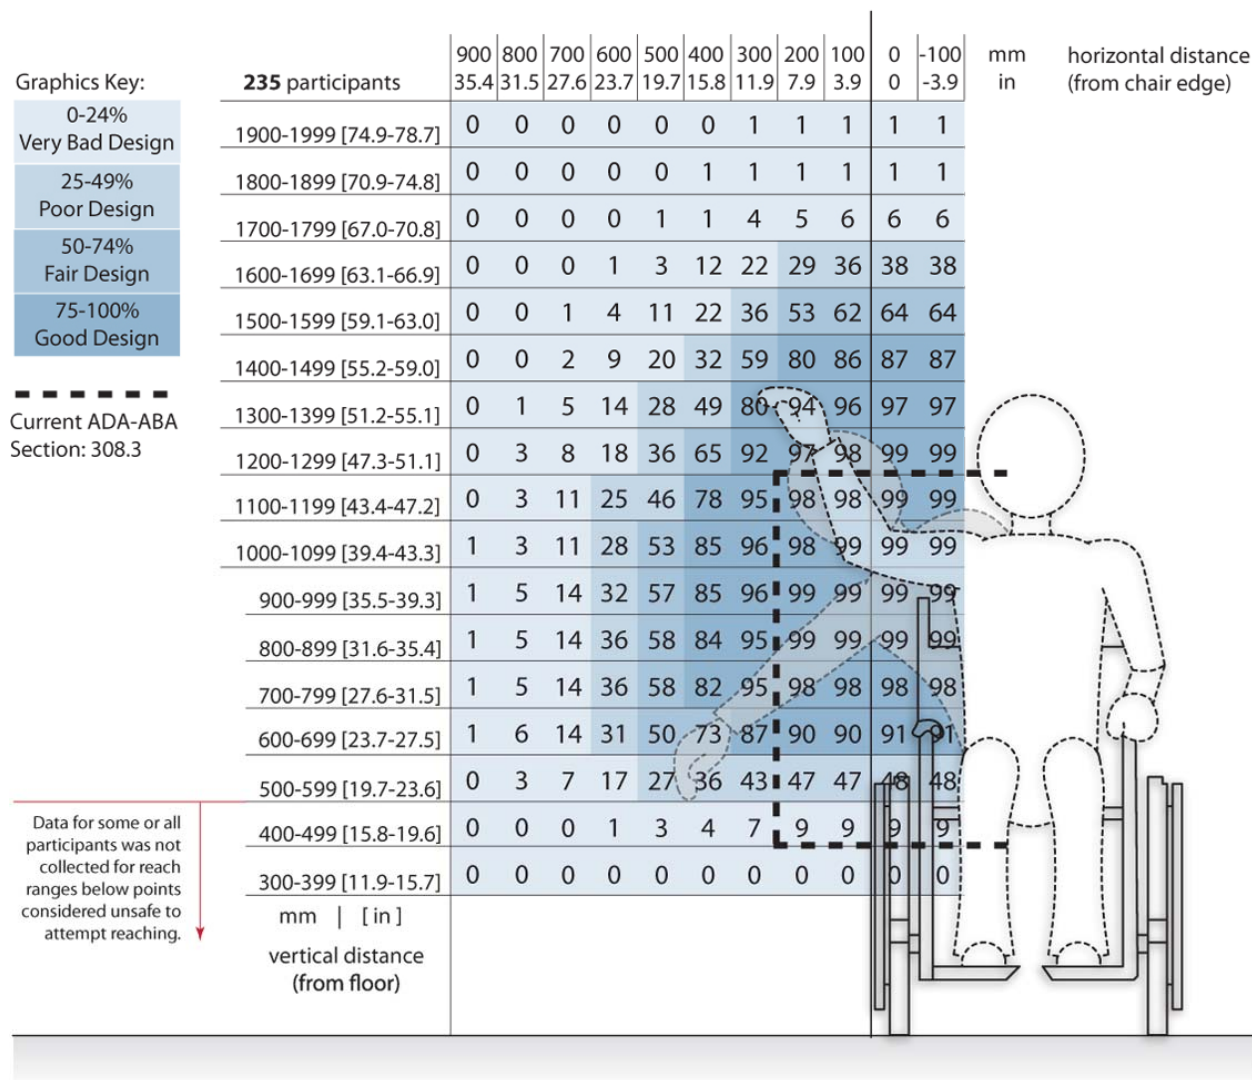 900 800 700 600 500 400 300 200 100 0 -100 mm horizontal distance
Graphics Key: 235 participants 35.4 31.5 27.6 23.7 19.7 15.8 11.9 7.9 3.9 0 -3.9 in (from chair edge)
0-24%
Very Bad Design
25-49%
Poor Design
50-74%
Fair Design
75-100%
Good Design
Current ADA-ABA
Section: 308.3
1900-1999 [74.9-78.7] 0 0 0 0 0 0 1 1 1 1 1
1800-1899 [70.9-74.8] 0 0 0 0 0 1 1 1 1 1 1
1700-1799 [67.0-70.8] 0 0 0 0 1 1 4 5 6 6 6
1600-1699 [63.1-66.9] 0 0 0 1 3 12 22 29 36 38 38
1500-1599 [59.1-63.0] 0 0 1 4 11 22 36 53 62 64 64
1400-1499 [55.2-59.0] 0 0 2 9 20 32 59 80 86 87 87
1300-1399 [51.2-55.1] 0 1 5 14 28 49 80 94 96 97 97
1200-1299 [47.3-51.1] 0 3 8 18 36 65 92 97 98 99 99
1100-1199 [43.4-47.2] 0 3 11 25 46 78 95 98 98 99 99
1000-1099 [39.4-43.3] 1 3 11 28 53 85 96 98 99 99 99
900-999 [35.5-39.3] 1 5 14 32 57 85 96 99 99 99 99
800-899 [31.6-35.4] 1 5 14 36 58 84 95 99 99 99 99
700-799 [27.6-31.5] 1 5 14 36 58 82 95 98 98 98 98
600-699 [23.7-27.5] 1 6 14 31 50 73 87 90 90 91 91
500-599 [19.7-23.6] 0 3 7 17 27 36 43 47 47 48 48
400-499 [15.8-19.6] 0 0 0 1 3 4 7 9 9 9 9
300-399 [11.9-15.7] 0 0 0 0 0 0 0 0 0 0 0
mm | [ in ]
vertical distance
(from floor)
Data for some or all
participants was not
collected for reach
ranges below points
considered unsafe to
attempt reaching.